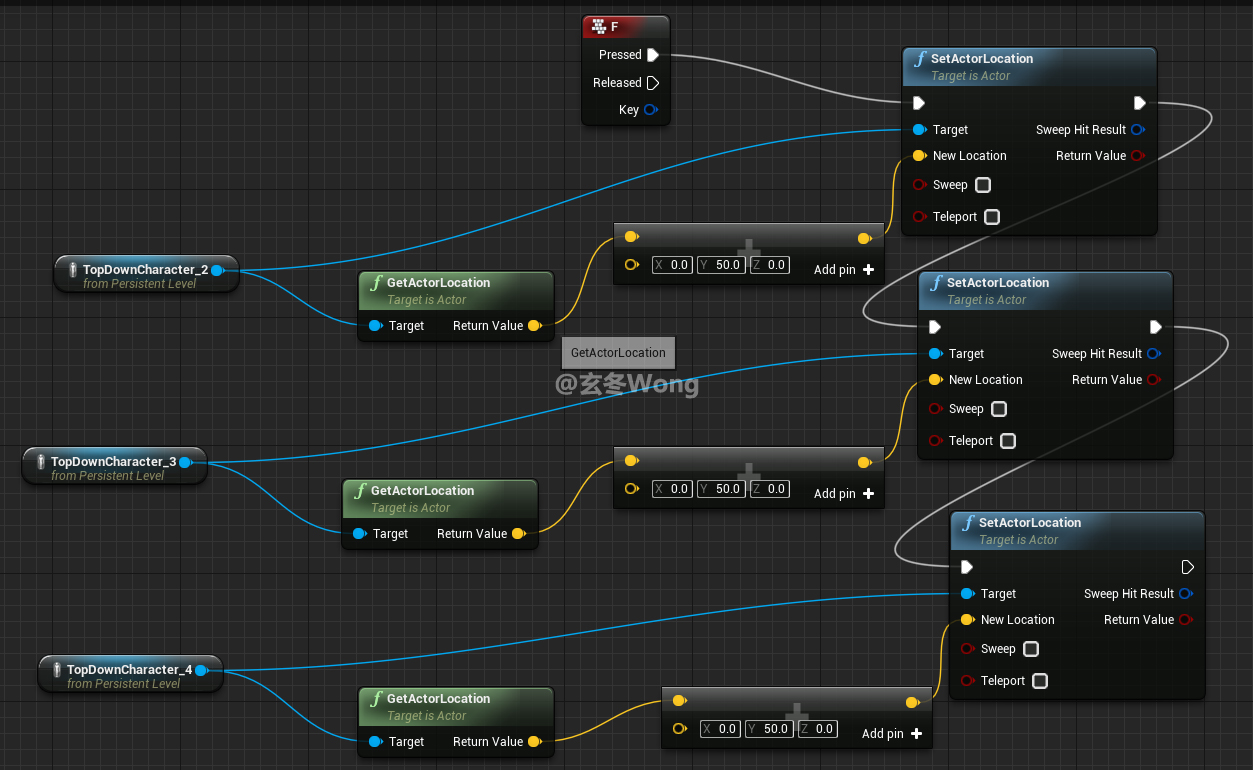 F
Pressed
Released
Key
SetActorLocation
Target is Actor
Target
Sweep Hit Result
New Location
Return Value
Sweep
Teleport
X 0.0 Y 50.0 Z 0.0
Add pin
TopDownCharacter_2
from Persistent Level
GetActorLocation
Target is Actor
Target
Return Value
GetActorLocation
@玄冬Wong
SetActorLocation
Target is Actor
Target
Sweep Hit Result
New Location
Return Value
Sweep
Teleport
TopDownCharacter_3
from Persistent Level
X 0.0 Y 50.0 Z 0.0
Add pin
GetActorLocation
Target is Actor
Target
Return Value
SetActorLocation
Target is Actor
Target
Sweep Hit Result
New Location
Return Value
Sweep
Teleport
TopDownCharacter_4
from Persistent Level
GetActorLocation
Target is Actor
Target
Return Value
X 0.0 Y 50.0 Z 0.0
Add pin